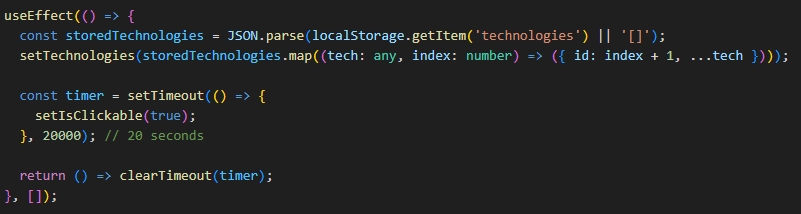 useEffect(() => {
  const storedTechnologies = JSON.parse(localStorage.getItem('technologies') || '[]');
  setTechnologies(storedTechnologies.map((tech: any, index: number) => ({ id: index + 1, ...tech })));

  const timer = setTimeout(() => {
    setIsClickable(true);
  }, 20000); // 20 seconds

  return () => clearTimeout(timer);
}, []);